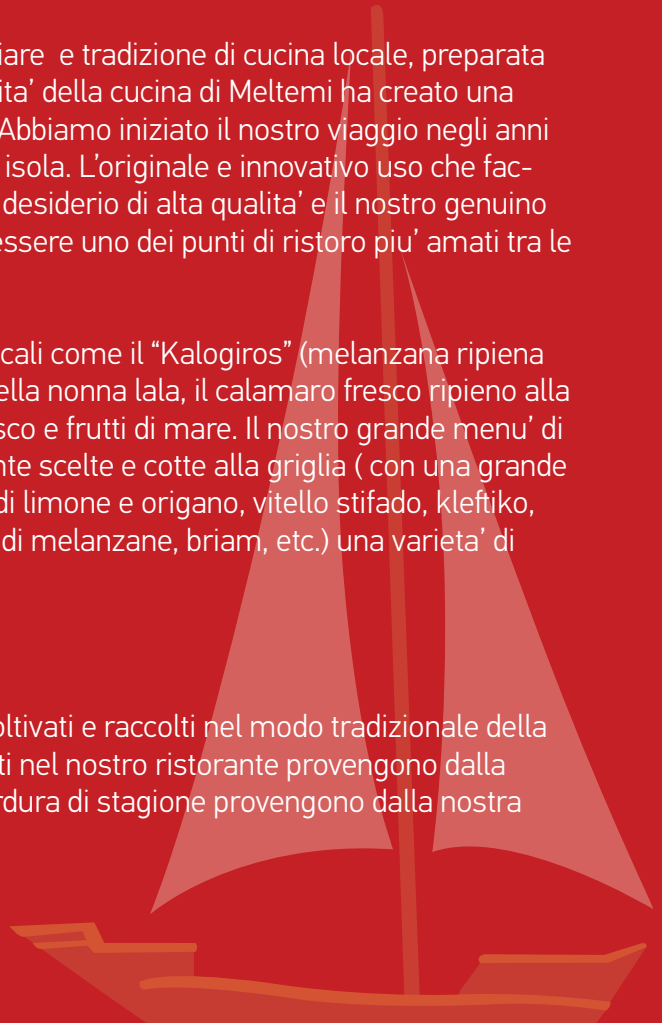 iare e tradizione di cucina locale, preparata
ita’ della cucina di Meltemi ha creato una
Abbiamo iniziato il nostro viaggio negli anni
isola. L’originale e innovativo uso che fac-
desiderio di alta qualita’ e il nostro genuino
essere uno dei punti di ristoro piu’ amati tra le
cali come il “Kalogiros” (melanzana ripiena
ella nonna lala, il calamaro fresco ripieno alla
sco e frutti di mare. Il nostro grande menu’ di
nte scelte e cotte alla griglia ( con una grande
di limone e origano, vitello stifado, kleftiko,
di melanzane, briam, etc.) una varieta’ di
oltivati e raccolti nel modo tradizionale della
ti nel nostro ristorante provengono dalla
rdura di stagione provengono dalla nostra